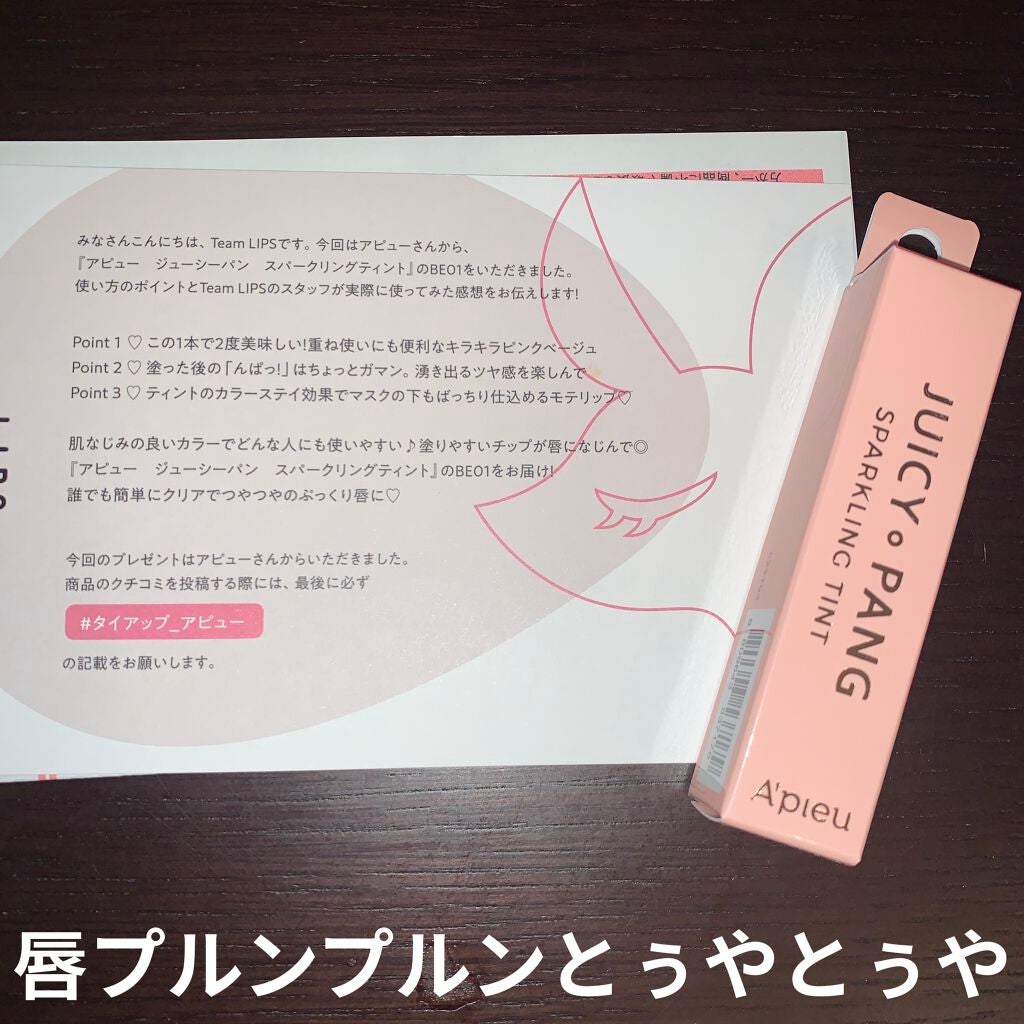 みなさんこんにちは、Team LIPSです。今回はアピューさんから、
『アピュー　ジューシーパン　スパークリングティント』のBE01をいただきました。
使い方のポイントとTeam LIPSのスタッフが実際に使ってみた感想をお伝えします!
Point 1 ♡ この1本で2度美味しい!重ね使いにも便利なキラキラピンクベージュ
Point 2 ♡ 塗った後の「んぱっ!」はちょっとガマン。湧き出るツヤ感を楽しんで
Point 3 ♡ ティントのカラーステイ効果でマスクの下もばっちり仕込めるモテリップ♡
肌なじみの良いカラーでどんな人にも使いやすい♪塗りやすいチップが唇になじんで◎
『アピュー　ジューシーパン　スパークリングティント』のBE01をお届け!
誰でも簡単にクリアでつやつやのぷっくり唇に♡
今回のプレゼントはアピューさんからいただきました。
商品のクチコミを投稿する際には、最後に必ず
#タイアップ_アピュー
の記載をお願いします。
JUICY PANG
SPARKLING TINT
A'pieu
唇プルンプルンとぅやとぅや